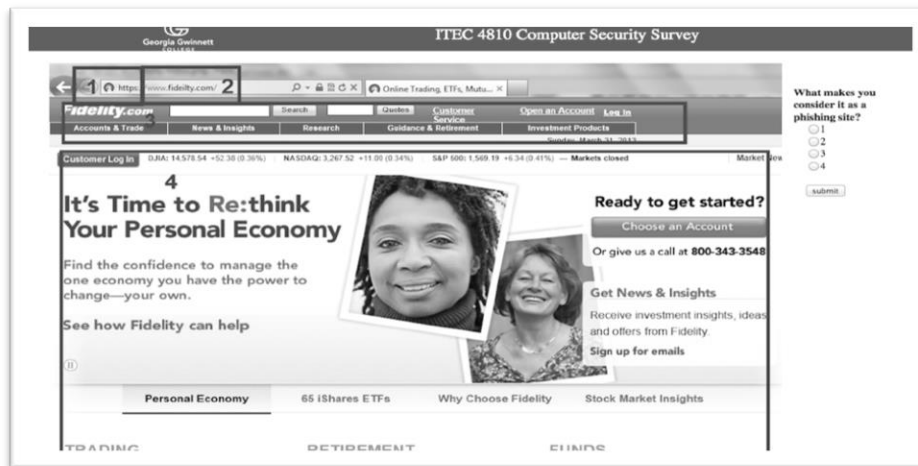 Georgia Gwinnett
COLLEGE
ITEC 4810 Computer Security Survey
1
2
https://www.fideilty.com/
Online Trading, ETFs, Mutu...
Fidelity.com
Search
Quotes
Customer
Service
Open an Account
Log In
3
Accounts & Trade
News & Insights
Research
Guidance & Retirement
Investment Products
Sunday, March 31, 2013
Customer Log In
DJIA: 14,578.54 +52.38 (0.36%)
NASDAQ: 3,267.52 +11.00 (0.34%)
S&P 500: 1,569.19 +6.34 (0.41%) — Markets closed
Market Nev
4
It's Time to Re:think
Your Personal Economy
Find the confidence to manage the
one economy you have the power to
change—your own.
See how Fidelity can help
Ready to get started?
Choose an Account
Or give us a call at 800-343-3548
Get News & Insights
Receive investment insights, ideas
and offers from Fidelity.
Sign up for emails
Personal Economy
65 iShares ETFs
Why Choose Fidelity
Stock Market Insights
TRADING
RETIREMENT
FUNDS
What makes you
consider it as a
phishing site?
1
2
3
4
submit